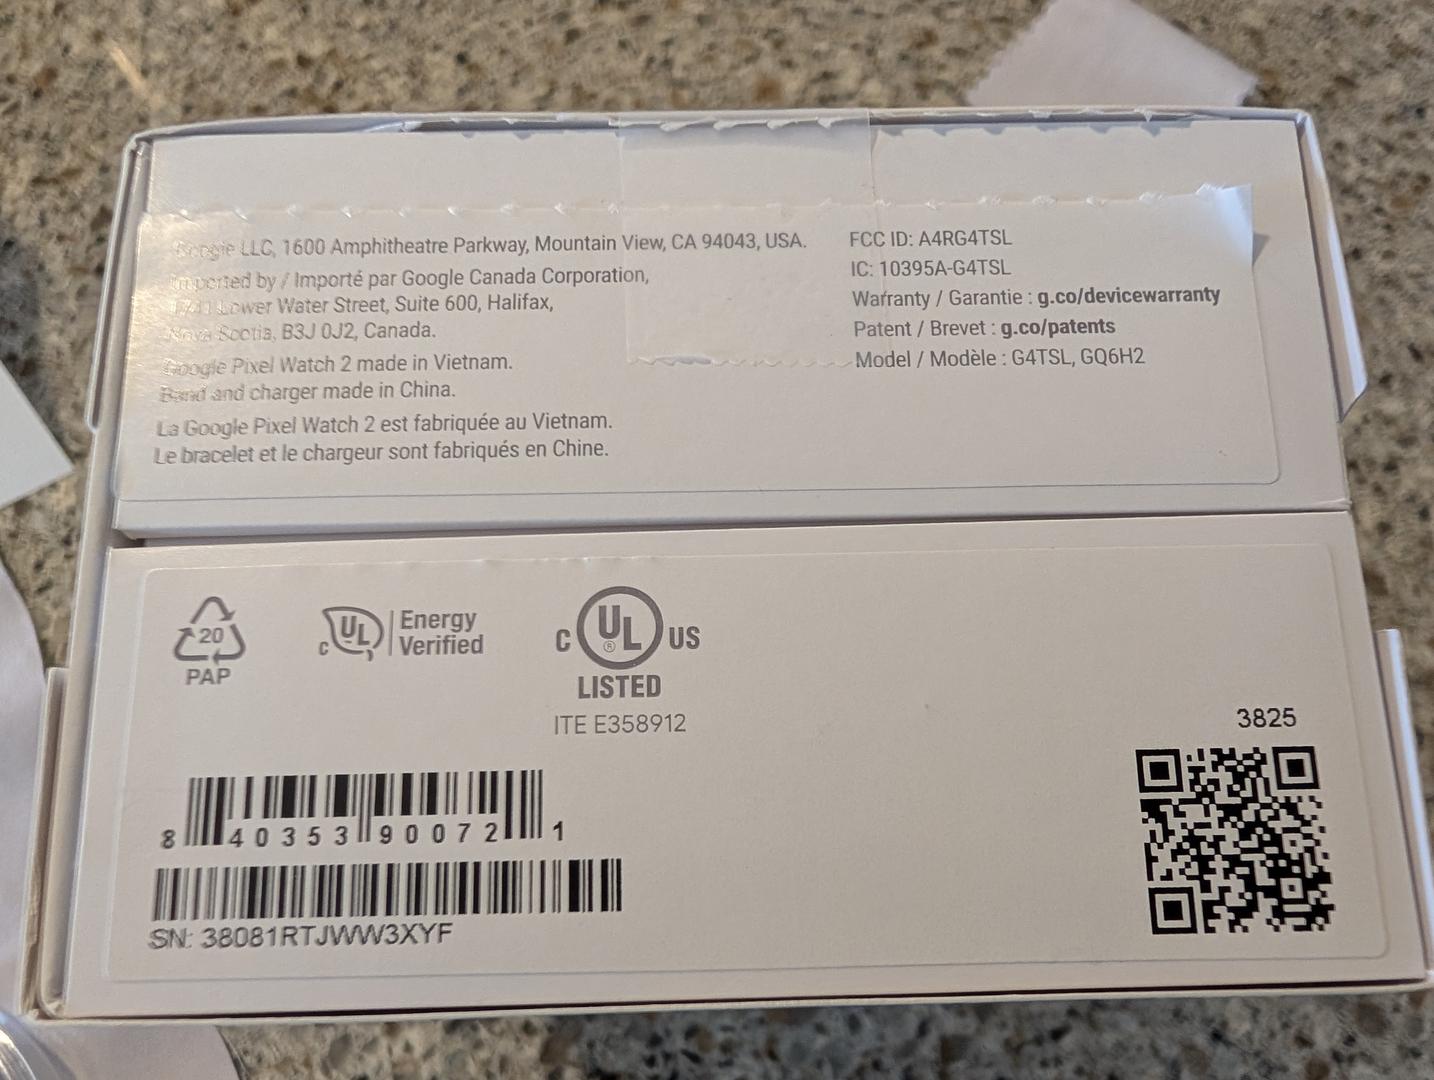 Google LLC, 1600 Amphitheatre Parkway, Mountain View, CA 94043, USA.
Imported by / Importé par Google Canada Corporation,
1741 Lower Water Street, Suite 600, Halifax,
Nova Scotia, B3J 0J2, Canada.
Google Pixel Watch 2 made in Vietnam.
Band and charger made in China.
La Google Pixel Watch 2 est fabriquée au Vietnam.
Le bracelet et le chargeur sont fabriqués en Chine.
FCC ID: A4RG4TSL
IC: 10395A-G4TSL
Warranty / Garantie : g.co/devicewarranty
Patent / Brevet : g.co/patents
Model / Modèle : G4TSL, GQ6H2
20
PAP
c UL Energy
Verified
C UL ® US
LISTED
ITE E358912
3825
8 40353 90072 1
SN: 38081RTJWW3XYF